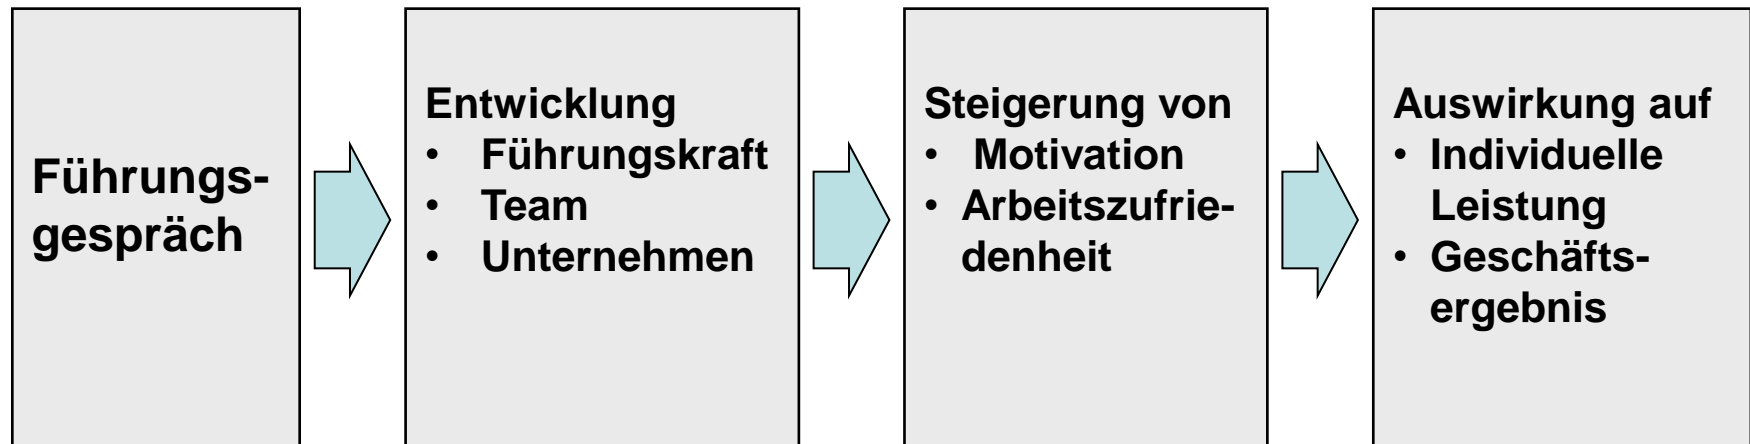 Führungs-
gespräch
Entwicklung
• Führungskraft
• Team
• Unternehmen
Steigerung von
• Motivation
• Arbeitszufrie-
denheit
Auswirkung auf
• Individuelle
Leistung
• Geschäfts-
ergebnis